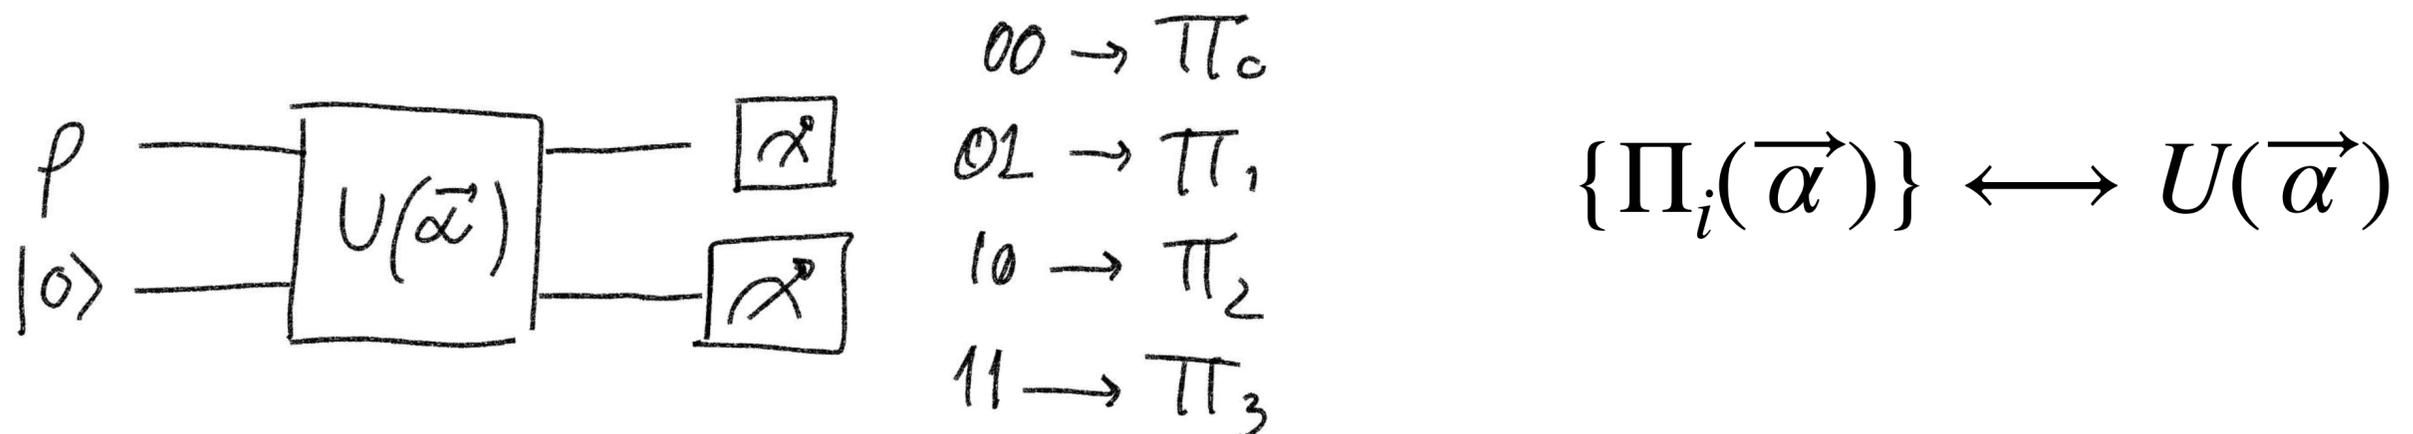 00 → Π₀
ρ
U(α⃗)
01 → Π₁
{Πᵢ(α⃗)} ⟷ U(α⃗)
|0⟩
10 → Π₂
11 → Π₃